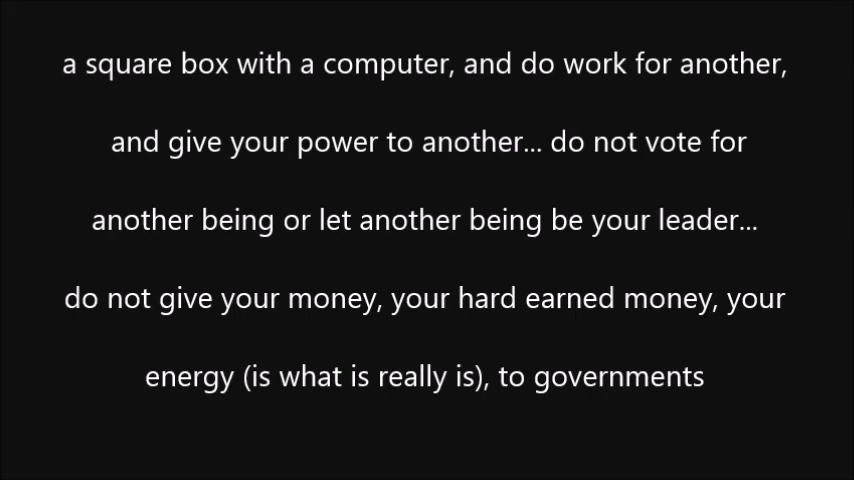 a square box with a computer, and do work for another,
and give your power to another... do not vote for
another being or let another being be your leader...
do not give your money, your hard earned money, your
energy (is what is really is), to governments